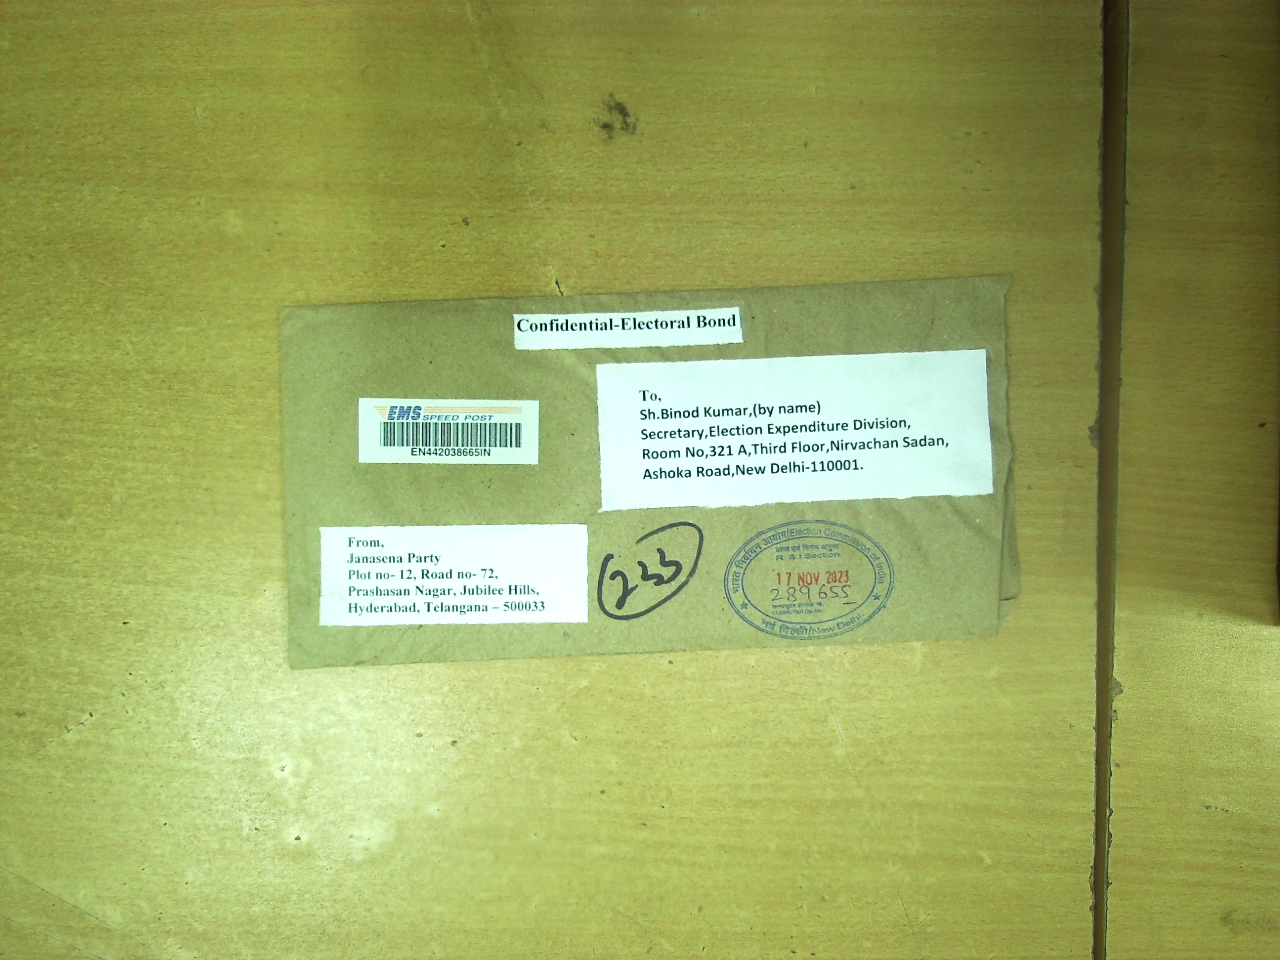 Confidential-Electoral Bond
EMS SPEED POST
EN442038665IN
To,
Sh.Binod Kumar,(by name)
Secretary,Election Expenditure Division,
Room No,321 A,Third Floor,Nirvachan Sadan,
Ashoka Road,New Delhi-110001.
From,
Janasena Party
Plot no- 12, Road no- 72,
Prashasan Nagar, Jubilee Hills,
Hyderabad, Telangana – 500033
233
भारत निर्वाचन आयोग/Election Commission of India
R & I Section
17 NOV 2023
289655
नई दिल्ली/New Delhi